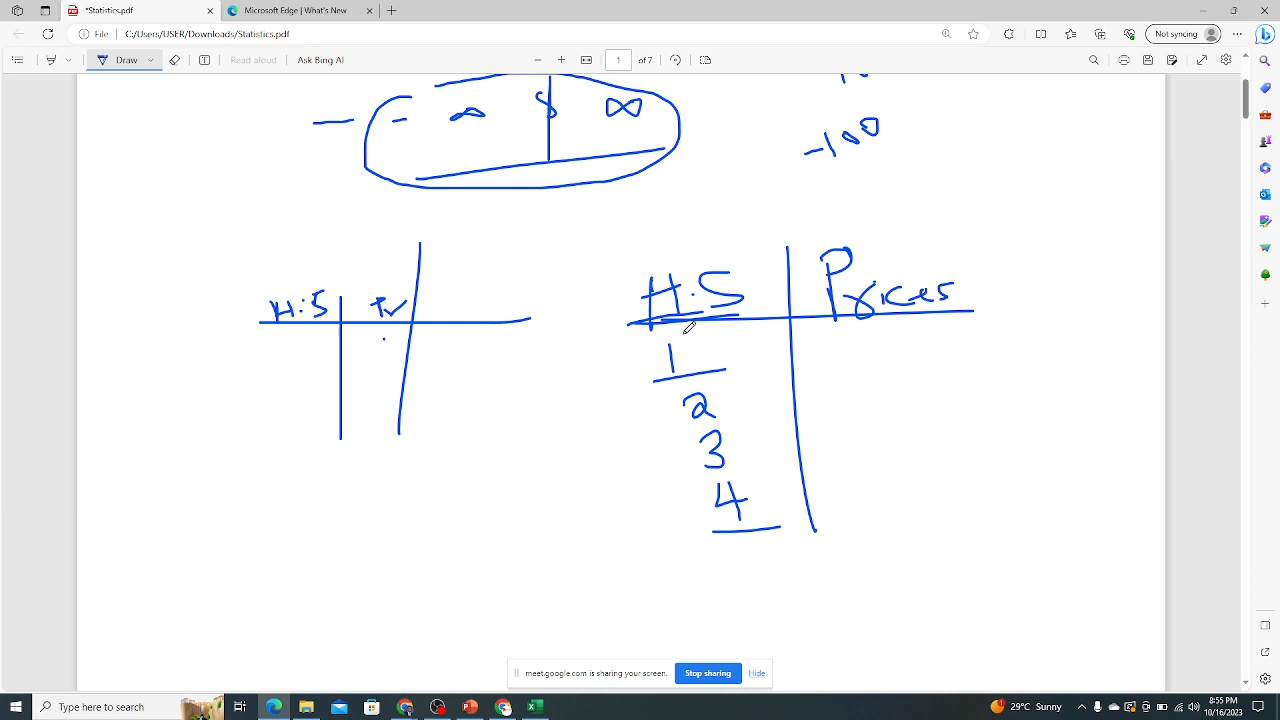 *Statistics.pdf
Microsoft Edge | What's New
File
C:/Users/USER/Downloads/Statistics.pdf
Not syncing
Draw
Read aloud
Ask Bing AI
1
of 7
- - ∞ ∞
-100
H.S Prices
H.S Pr
1
2
3
4
meet.google.com is sharing your screen.
Stop sharing
Hide
Type here to search
29°C Sunny
8:55 PM
10/16/2023